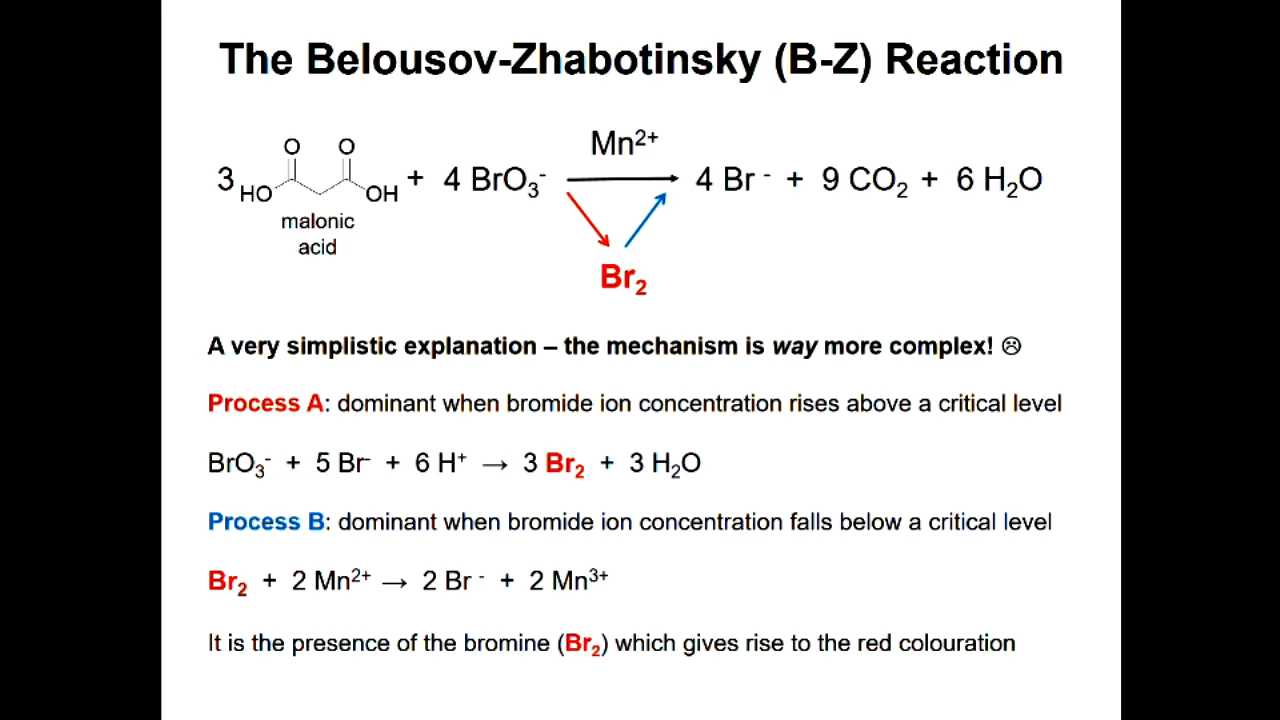 The Belousov-Zhabotinsky (B-Z) Reaction
O O
Mn²⁺
3 HO OH + 4 BrO₃⁻ → 4 Br ⁻ + 9 CO₂ + 6 H₂O
malonic
acid
Br₂
A very simplistic explanation – the mechanism is way more complex! ☹
Process A: dominant when bromide ion concentration rises above a critical level
BrO₃⁻ + 5 Br⁻ + 6 H⁺ → 3 Br₂ + 3 H₂O
Process B: dominant when bromide ion concentration falls below a critical level
Br₂ + 2 Mn²⁺ → 2 Br ⁻ + 2 Mn³⁺
It is the presence of the bromine (Br₂) which gives rise to the red colouration